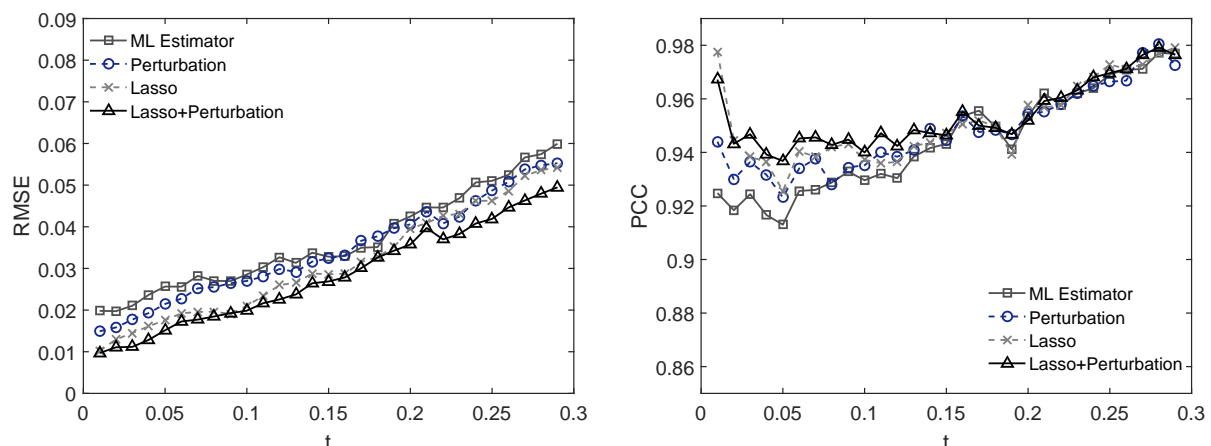 0.09
0.08
0.07
0.06
0.05
0.04
0.03
0.02
0.01
0
RMSE
ML Estimator
Perturbation
Lasso
Lasso+Perturbation
0 0.05 0.1 0.15 0.2 0.25 0.3
t
0.98
0.96
0.94
0.92
0.9
0.88
0.86
PCC
ML Estimator
Perturbation
Lasso
Lasso+Perturbation
0 0.05 0.1 0.15 0.2 0.25 0.3
t